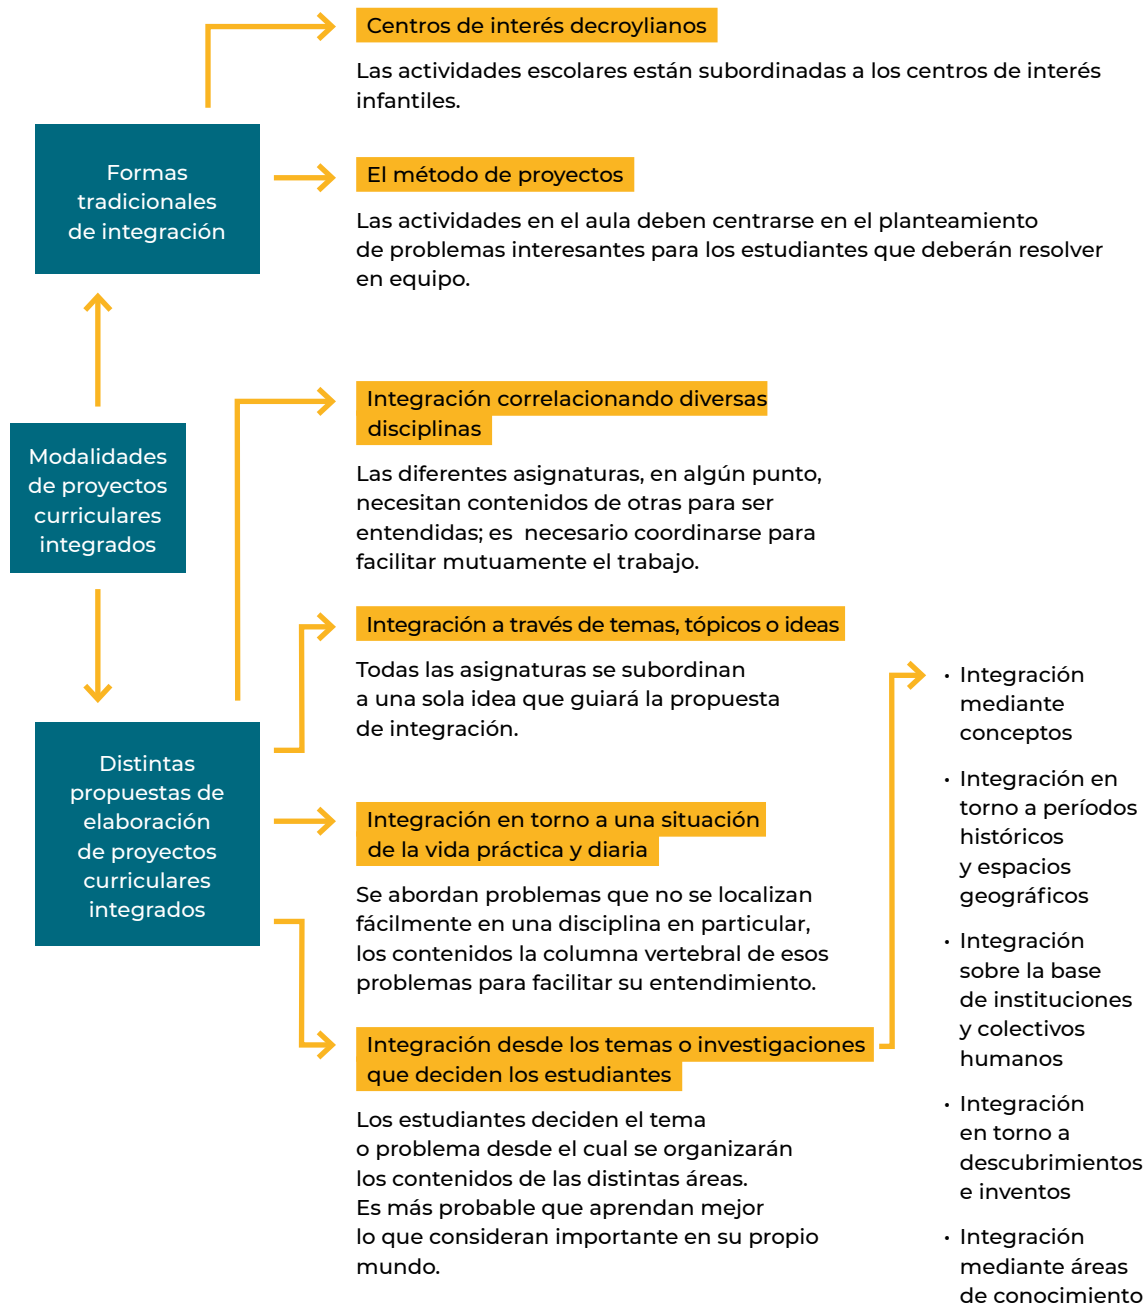 Centros de interés decroylianos
Las actividades escolares están subordinadas a los centros de interés
infantiles.
Formas
tradicionales
de integración
El método de proyectos
Las actividades en el aula deben centrarse en el planteamiento
de problemas interesantes para los estudiantes que deberán resolver
en equipo.
Modalidades
de proyectos
curriculares
integrados
Integración correlacionando diversas
disciplinas
Las diferentes asignaturas, en algún punto,
necesitan contenidos de otras para ser
entendidas; es  necesario coordinarse para
facilitar mutuamente el trabajo.
Integración a través de temas, tópicos o ideas
Todas las asignaturas se subordinan
a una sola idea que guiará la propuesta
de integración.
Distintas
propuestas de
elaboración
de proyectos
curriculares
integrados
Integración en torno a una situación
de la vida práctica y diaria
Se abordan problemas que no se localizan
fácilmente en una disciplina en particular,
los contenidos la columna vertebral de esos
problemas para facilitar su entendimiento.
Integración desde los temas o investigaciones
que deciden los estudiantes
Los estudiantes deciden el tema
o problema desde el cual se organizarán
los contenidos de las distintas áreas.
Es más probable que aprendan mejor
lo que consideran importante en su propio
mundo.
· Integración
mediante
conceptos
· Integración en
torno a períodos
históricos
y espacios
geográficos
· Integración
sobre la base
de instituciones
y colectivos
humanos
· Integración
en torno a
descubrimientos
e inventos
· Integración
mediante áreas
de conocimiento